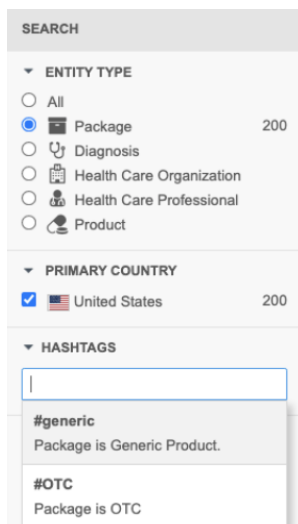 SEARCH
ENTITY TYPE
All
Package 200
Diagnosis
Health Care Organization
Health Care Professional
Product
PRIMARY COUNTRY
United States 200
HASHTAGS
#generic
Package is Generic Product.
#OTC
Package is OTC